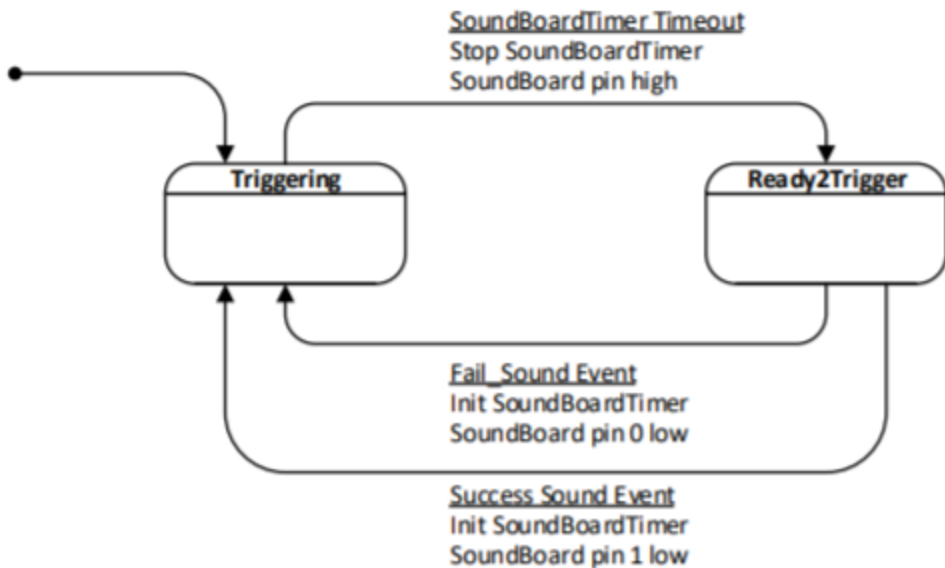 SoundBoardTimer Timeout
Stop SoundBoardTimer
SoundBoard pin high
Triggering
Ready2Trigger
Fail_Sound Event
Init SoundBoardTimer
SoundBoard pin 0 low
Success Sound Event
Init SoundBoardTimer
SoundBoard pin 1 low